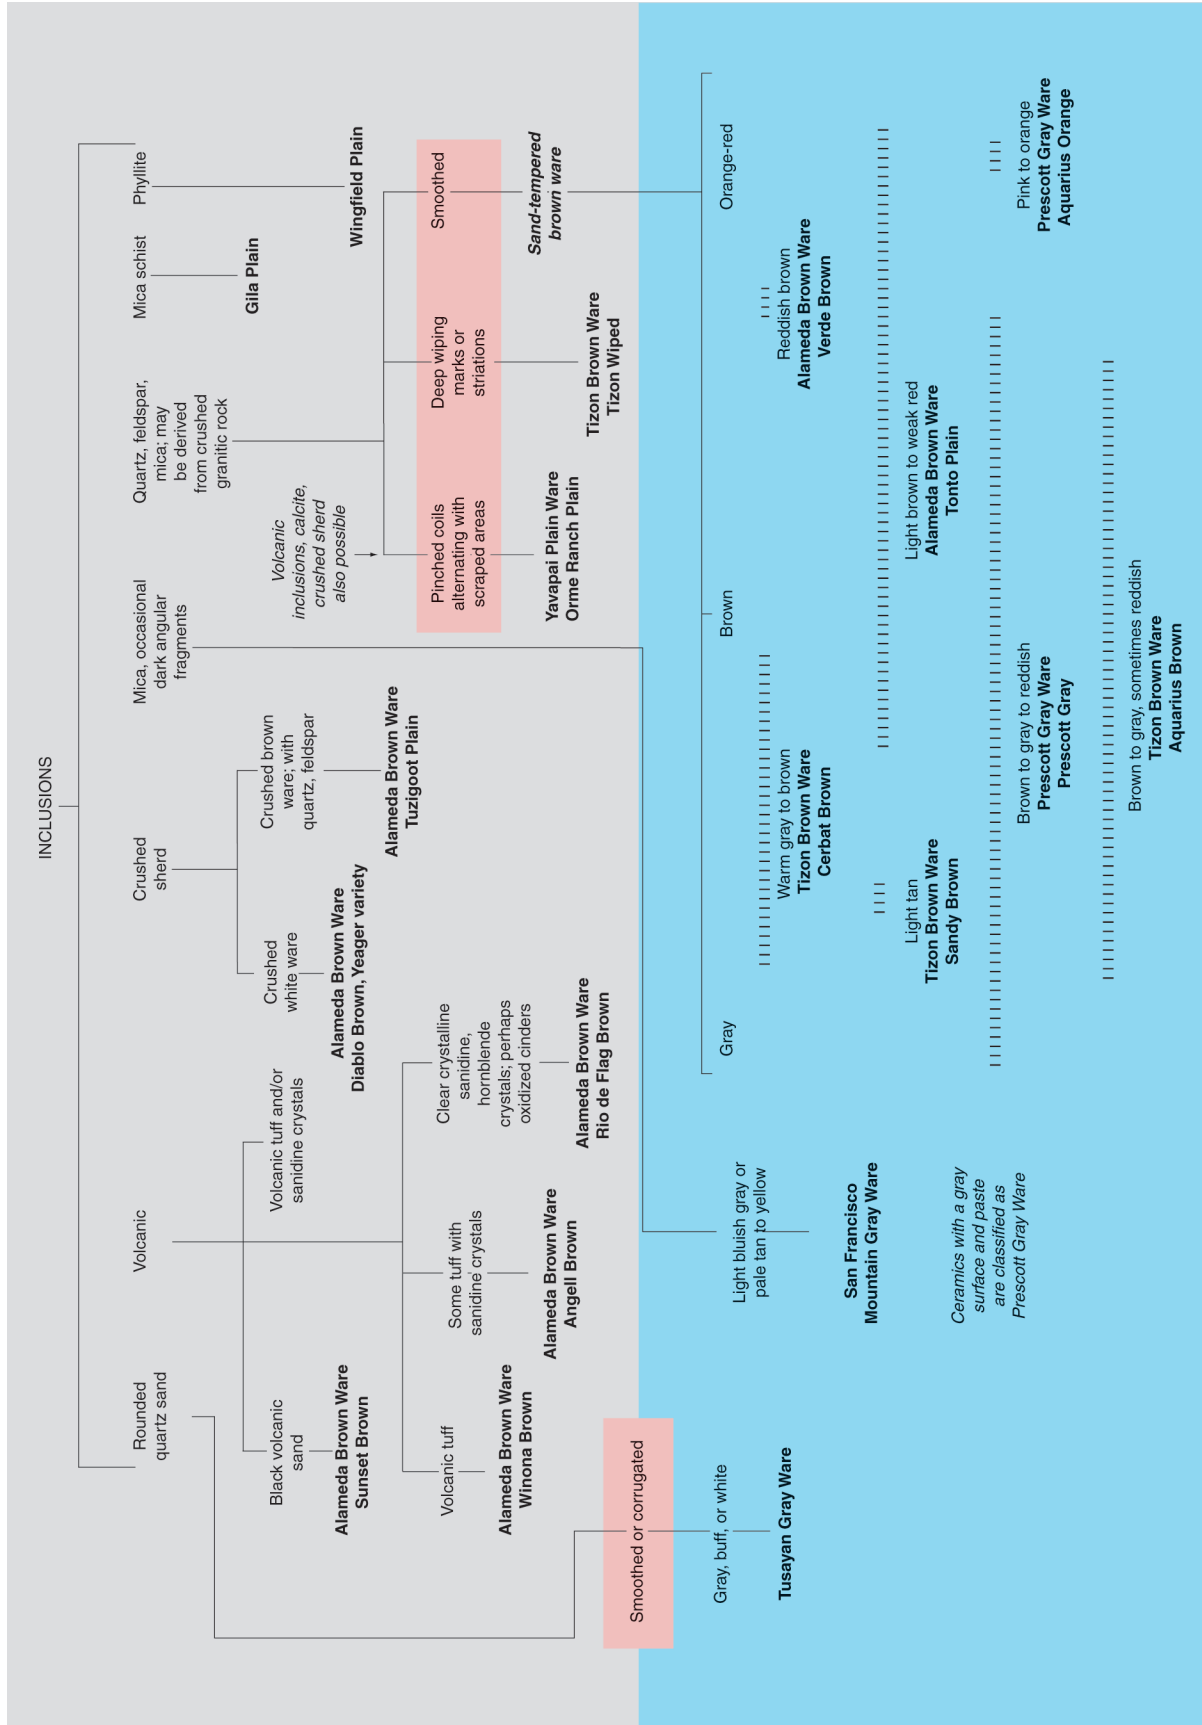 INCLUSIONS
Rounded
quartz sand
Volcanic
Crushed
sherd
Mica, occasional
dark angular
fragments
Quartz, feldspar,
mica; may
be derived
from crushed
granitic rock
Mica schist
Phyllite
Black volcanic
sand
Alameda Brown Ware
Sunset Brown
Volcanic tuff and/or
sanidine crystals
Crushed
white ware
Alameda Brown Ware
Diablo Brown, Yeager variety
Crushed brown
ware; with
quartz, feldspar
Alameda Brown Ware
Tuzigoot Plain
Volcanic
inclusions, calcite,
crushed sherd
also possible
Gila Plain
Wingfield Plain
Volcanic tuff
Alameda Brown Ware
Winona Brown
Some tuff with
sanidine crystals
Alameda Brown Ware
Angell Brown
Clear crystalline
sanidine,
hornblende
crystals; perhaps
oxidized cinders
Alameda Brown Ware
Rio de Flag Brown
Pinched coils
alternating with
scraped areas
Yavapai Plain Ware
Orme Ranch Plain
Deep wiping
marks or
striations
Tizon Brown Ware
Tizon Wiped
Smoothed
Sand-tempered
brown ware
Smoothed or corrugated
Gray, buff, or white
Tusayan Gray Ware
Light bluish gray or
pale tan to yellow
San Francisco
Mountain Gray Ware
Ceramics with a gray
surface and paste
are classified as
Prescott Gray Ware
Gray
Brown
Orange-red
Warm gray to brown
Tizon Brown Ware
Cerbat Brown
Reddish brown
Alameda Brown Ware
Verde Brown
Light tan
Tizon Brown Ware
Sandy Brown
Light brown to weak red
Alameda Brown Ware
Tonto Plain
Brown to gray to reddish
Prescott Gray Ware
Prescott Gray
Pink to orange
Prescott Gray Ware
Aquarius Orange
Brown to gray, sometimes reddish
Tizon Brown Ware
Aquarius Brown